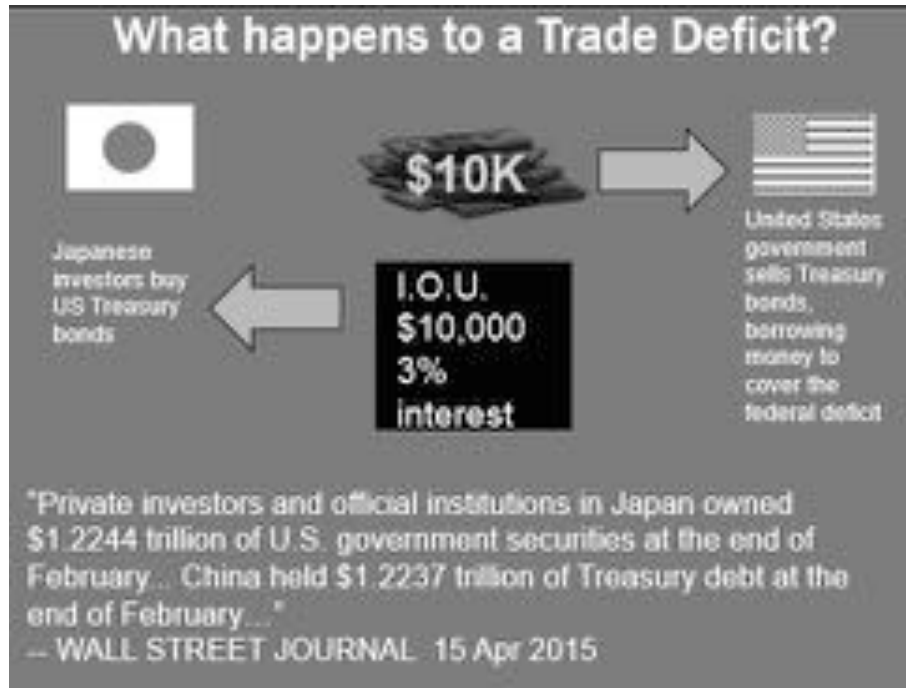 What happens to a Trade Deficit?
$10K
Japanese
investors buy
US Treasury
bonds
I.O.U.
$10,000
3%
interest
United States
government
sells Treasury
bonds,
borrowing
money to
cover the
federal deficit
"Private investors and official institutions in Japan owned
$1.2244 trillion of U.S. government securities at the end of
February... China held $1.2237 trillion of Treasury debt at the
end of February..."
-- WALL STREET JOURNAL 15 Apr 2015